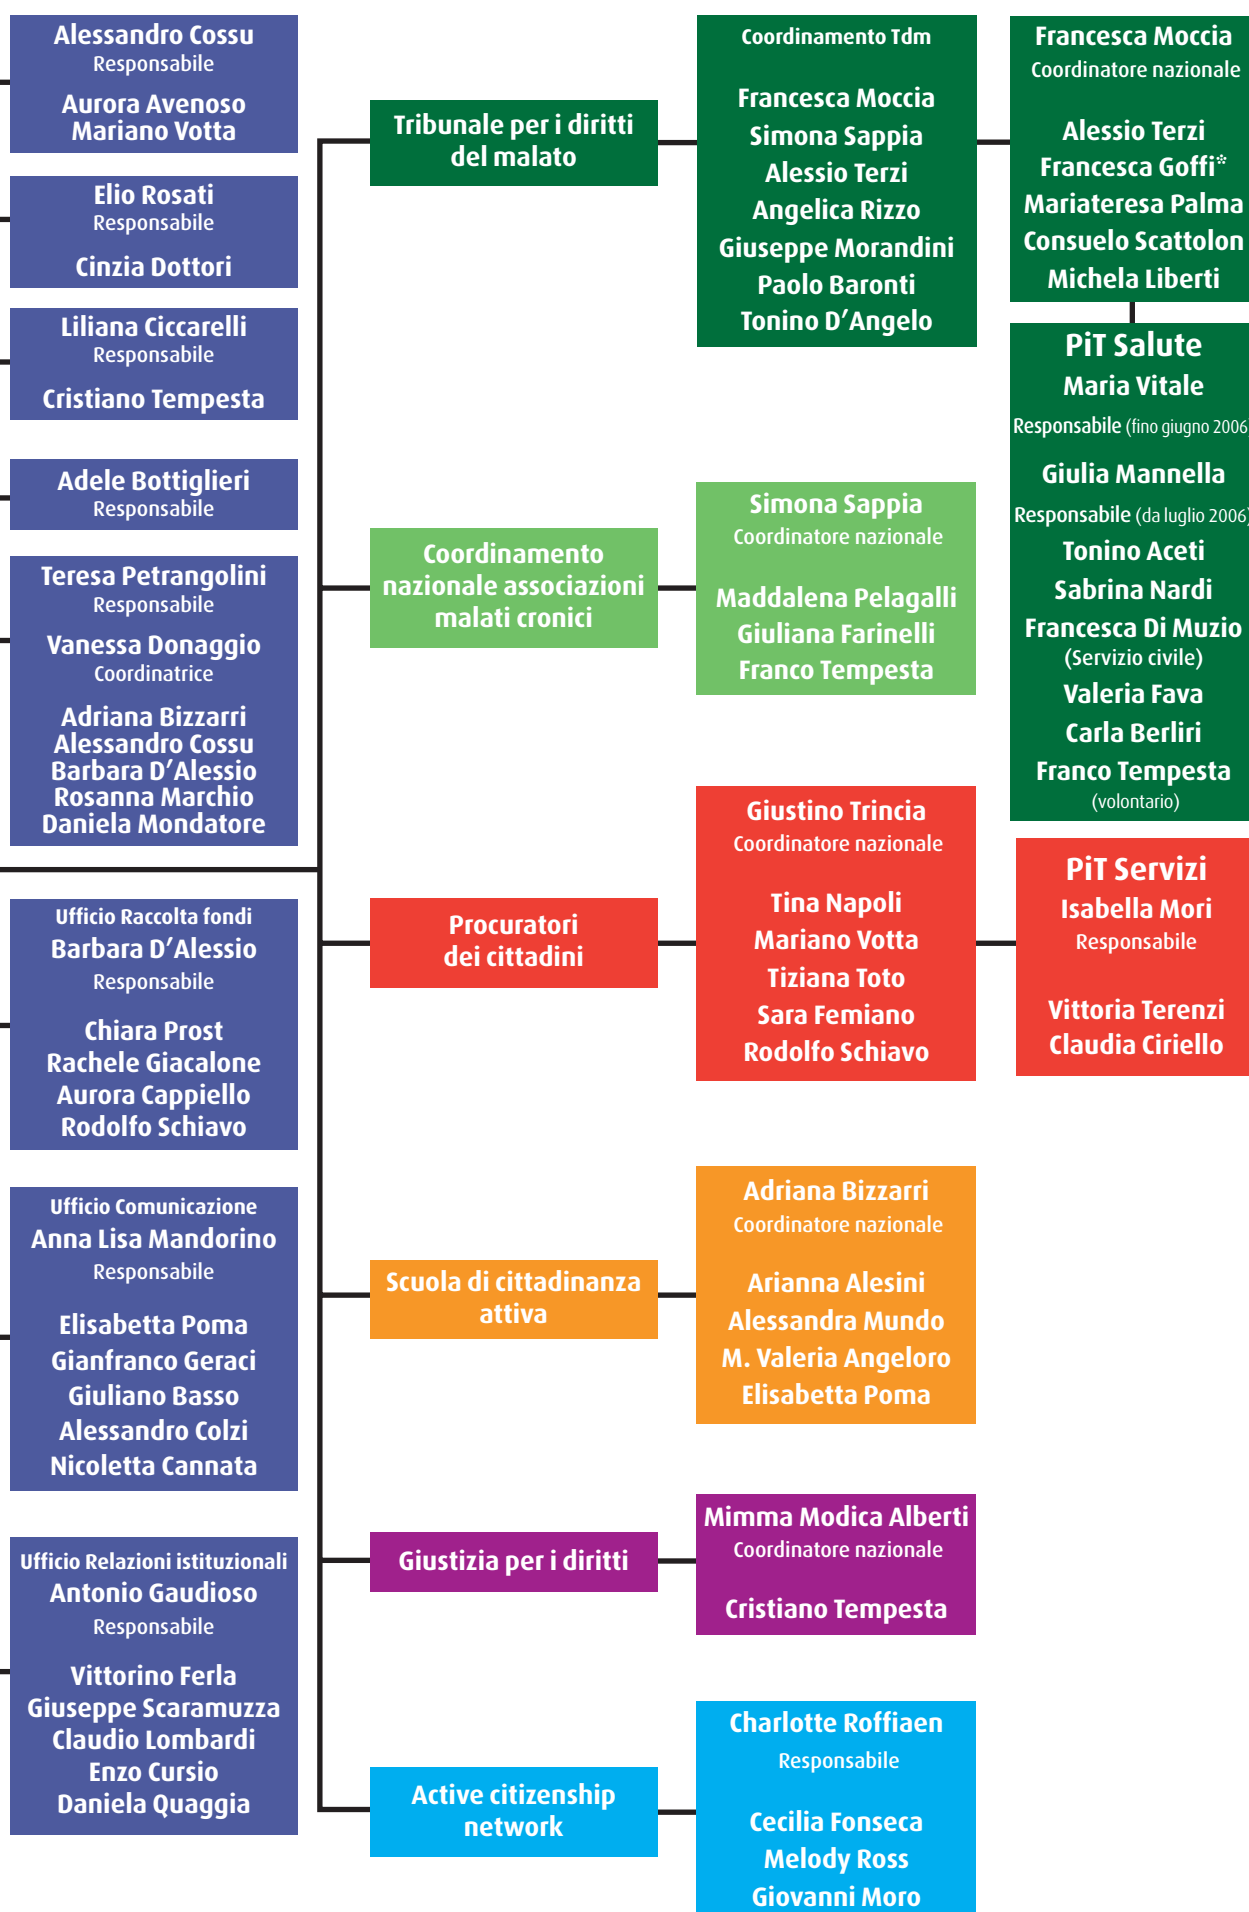 Alessandro Cossu
Responsabile
Aurora Avenoso
Mariano Votta
Elio Rosati
Responsabile
Cinzia Dottori
Liliana Ciccarelli
Responsabile
Cristiano Tempesta
Adele Bottiglieri
Responsabile
Teresa Petrangolini
Responsabile
Vanessa Donaggio
Coordinatrice
Adriana Bizzarri
Alessandro Cossu
Barbara D'Alessio
Rosanna Marchio
Daniela Mondatore
Ufficio Raccolta fondi
Barbara D'Alessio
Responsabile
Chiara Prost
Rachele Giacalone
Aurora Cappiello
Rodolfo Schiavo
Ufficio Comunicazione
Anna Lisa Mandorino
Responsabile
Elisabetta Poma
Gianfranco Geraci
Giuliano Basso
Alessandro Colzi
Nicoletta Cannata
Ufficio Relazioni istituzionali
Antonio Gaudioso
Responsabile
Vittorino Ferla
Giuseppe Scaramuzza
Claudio Lombardi
Enzo Cursio
Daniela Quaggia
Tribunale per i diritti
del malato
Coordinamento Tdm
Francesca Moccia
Simona Sappia
Alessio Terzi
Angelica Rizzo
Giuseppe Morandini
Paolo Baronti
Tonino D'Angelo
Francesca Moccia
Coordinatore nazionale
Alessio Terzi
Francesca Goffi*
Mariateresa Palma
Consuelo Scattolon
Michela Liberti
PiT Salute
Maria Vitale
Responsabile (fino giugno 2006)
Giulia Mannella
Responsabile (da luglio 2006)
Tonino Aceti
Sabrina Nardi
Francesca Di Muzio
(Servizio civile)
Valeria Fava
Carla Berliri
Franco Tempesta
(volontario)
Coordinamento
nazionale associazioni
malati cronici
Simona Sappia
Coordinatore nazionale
Maddalena Pelagalli
Giuliana Farinelli
Franco Tempesta
Procuratori
dei cittadini
Giustino Trincia
Coordinatore nazionale
Tina Napoli
Mariano Votta
Tiziana Toto
Sara Femiano
Rodolfo Schiavo
PiT Servizi
Isabella Mori
Responsabile
Vittoria Terenzi
Claudia Ciriello
Scuola di cittadinanza
attiva
Adriana Bizzarri
Coordinatore nazionale
Arianna Alesini
Alessandra Mundo
M. Valeria Angeloro
Elisabetta Poma
Giustizia per i diritti
Mimma Modica Alberti
Coordinatore nazionale
Cristiano Tempesta
Active citizenship
network
Charlotte Roffiaen
Responsabile
Cecilia Fonseca
Melody Ross
Giovanni Moro